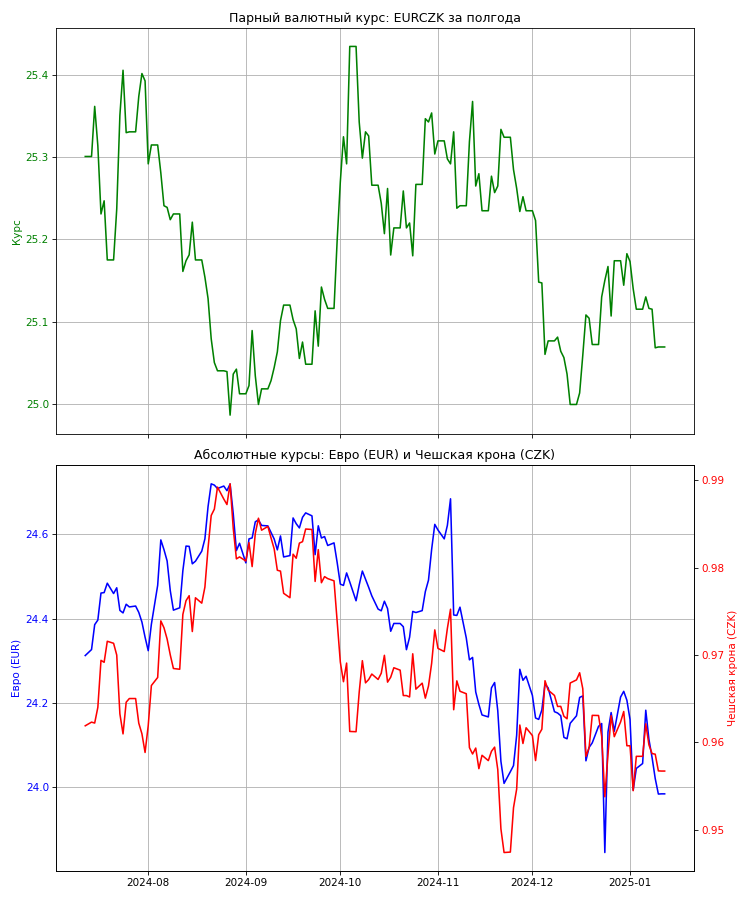 Парный валютный курс: EURCZK за полгода
25.4
25.3
25.2
25.1
25.0
Курс
Абсолютные курсы: Евро (EUR) и Чешская крона (CZK)
24.6
24.4
24.2
24.0
Евро (EUR)
0.99
0.98
0.97
0.96
0.95
Чешская крона (CZK)
2024-08 2024-09 2024-10 2024-11 2024-12 2025-01